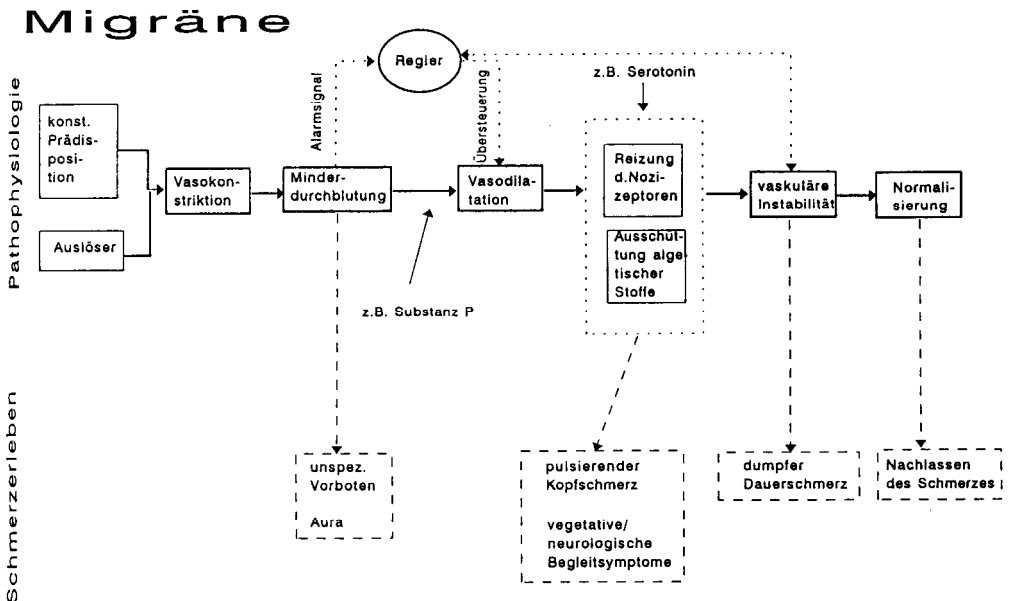 Migräne
Pathophysiologie
Schmerzerleben
Regler
z.B. Serotonin
Alarmsignal
Übersteuerung
konst.
Prädis-
positi-
tion
Auslöser
Vasokon-
striktion
Minder-
durchblutung
z.B. Substanz P
Vasodila-
tation
Reizung
d.Nozi-
zeptoren
Ausschüt-
tung alge-
tischer
Stoffe
vaskuläre
Instabilität
Normali-
sierung
unspez.
Vorboten
Aura
pulsierender
Kopfschmerz
vegetative/
neurologische
Begleitsymptome
dumpfer
Dauerschmerz
Nachlassen
des Schmerzes